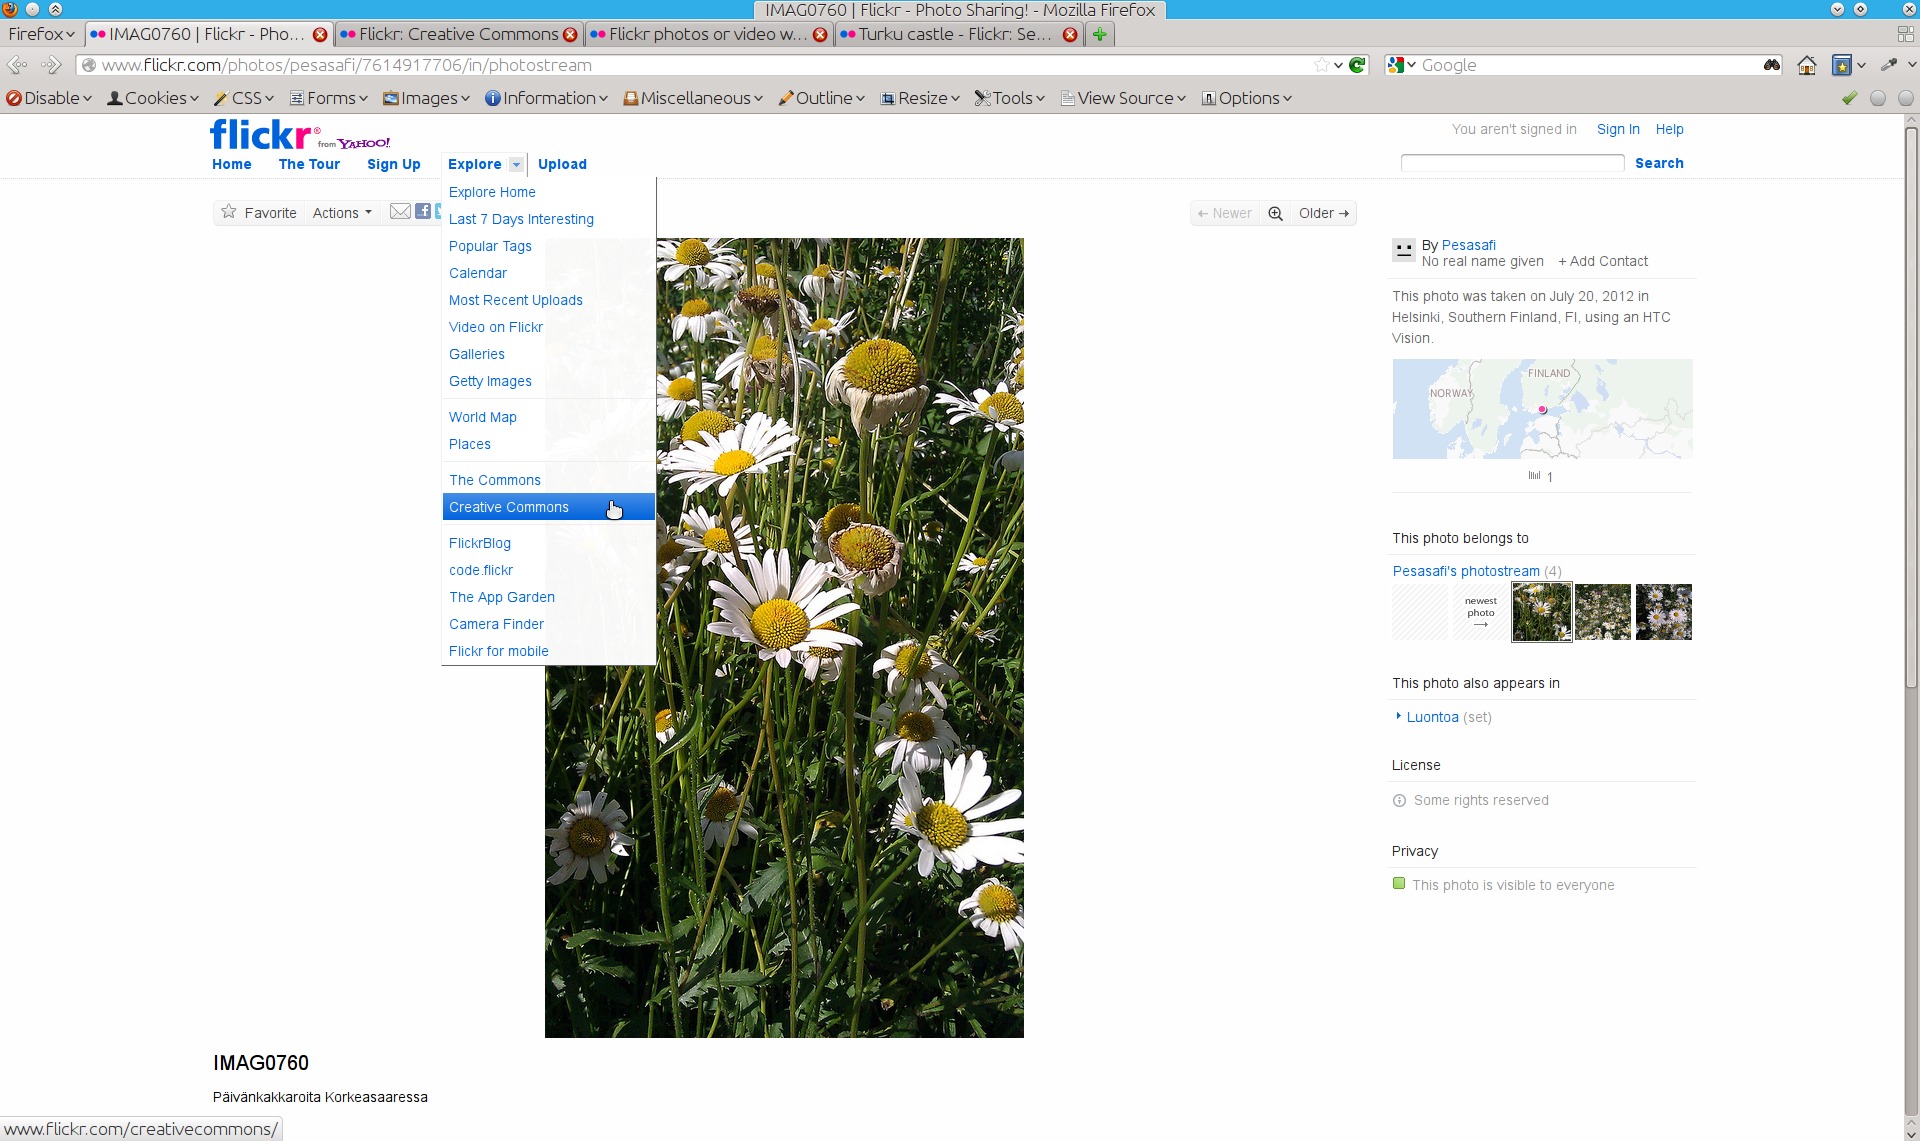 IMAG0760 | Flickr - Photo Sharing! - Mozilla Firefox
Firefox
IMAG0760 | Flickr - Pho...
Flickr: Creative Commons
Flickr photos or video w...
Turku castle - Flickr: Se...
www.flickr.com/photos/pesasafi/7614917706/in/photostream
Google
Disable Cookies CSS Forms Images Information Miscellaneous Outline Resize Tools View Source Options
flickr® from YAHOO!
You aren't signed in Sign In Help
Home The Tour Sign Up Explore Upload
Search
Explore Home
Last 7 Days Interesting
Popular Tags
Calendar
Most Recent Uploads
Video on Flickr
Galleries
Getty Images
World Map
Places
The Commons
Creative Commons
FlickrBlog
code.flickr
The App Garden
Camera Finder
Flickr for mobile
Favorite Actions
← Newer Older →
By Pesasafi
No real name given + Add Contact
This photo was taken on July 20, 2012 in
Helsinki, Southern Finland, FI, using an HTC
Vision.
FINLAND
NORWAY
1
This photo belongs to
Pesasafi's photostream (4)
newest
photo
→
This photo also appears in
Luontoa (set)
License
Some rights reserved
Privacy
This photo is visible to everyone
IMAG0760
Päivänkakkaroita Korkeasaaressa
www.flickr.com/creativecommons/